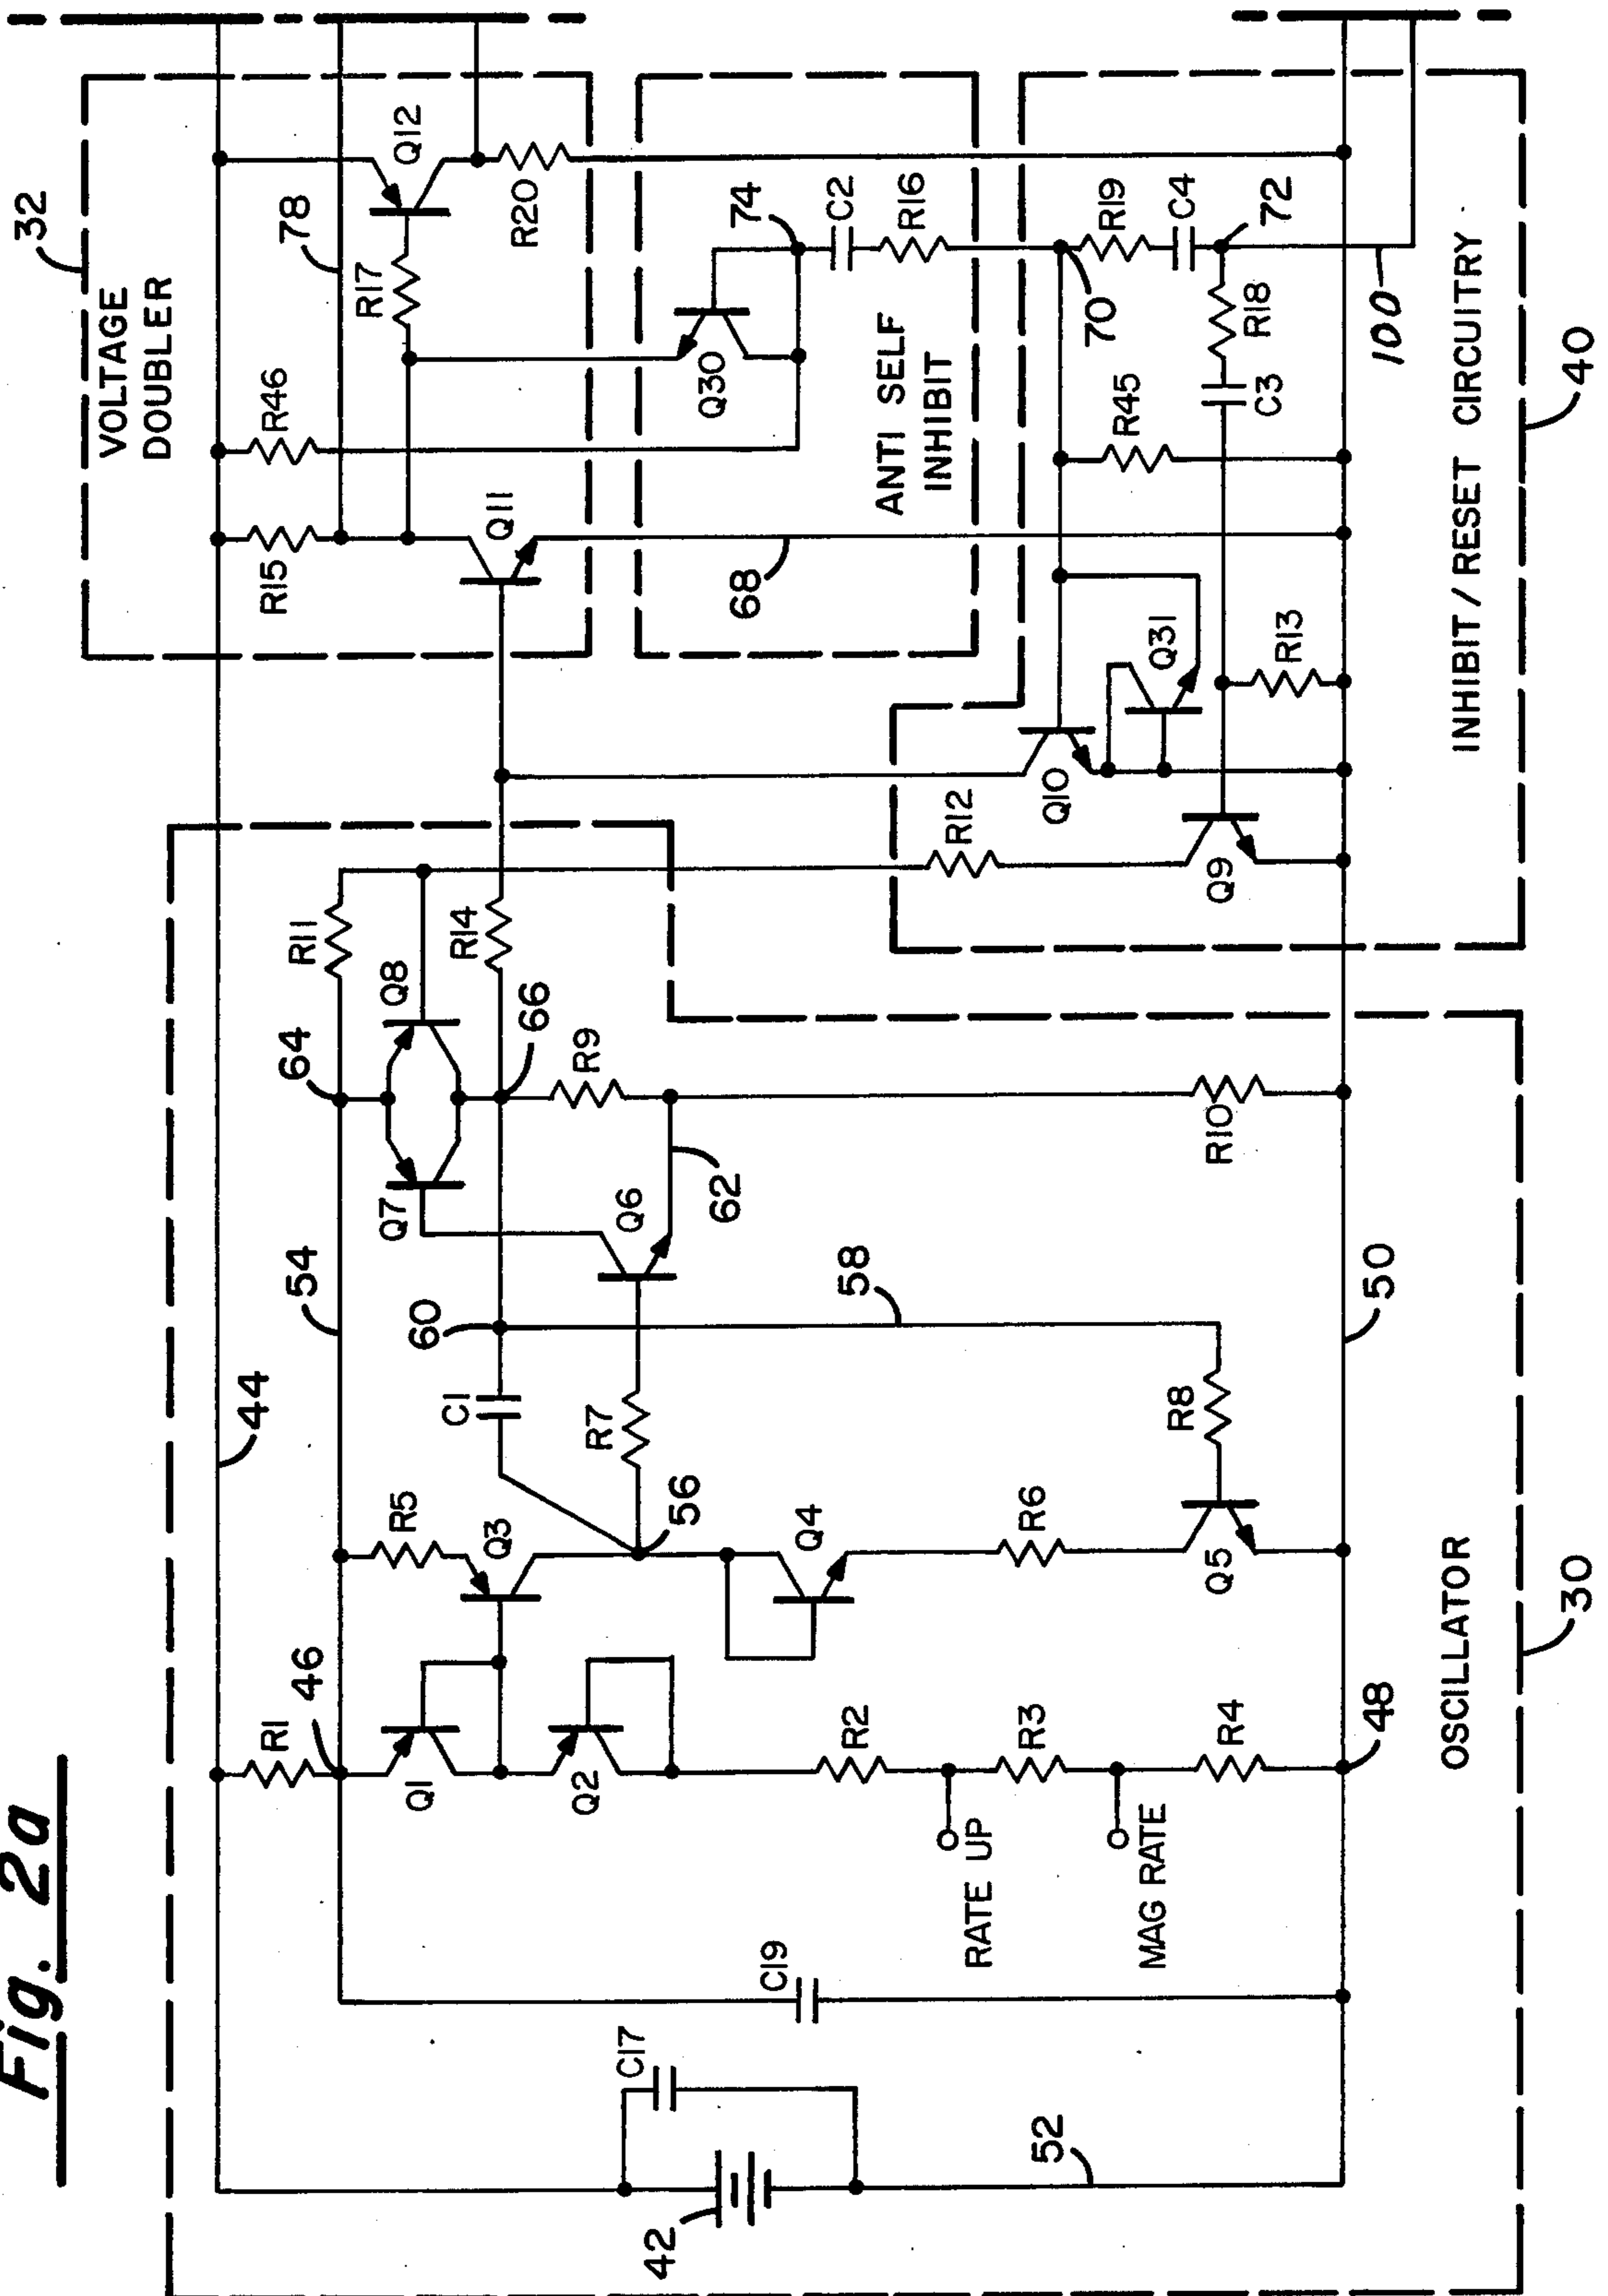 Fig. 2a
32
VOLTAGE
DOUBLER
78
R46
R15
R17
Q12
R20
Q11
68
ANTI SELF
INHIBIT
Q30
74
C2
R16
70
R19
C4
72
R18
C3
R45
100
Q31
R13
Q10
R12
Q9
INHIBIT/RESET CIRCUITRY
40
44
54
64
R11
Q8
R14
66
Q7
R9
Q6
62
R10
60
58
50
C1
R7
56
R8
R5
Q3
Q4
R6
Q5
46
R1
Q1
Q2
R2
R3
R4
48
RATE UP
MAG RATE
C19
C17
42
52
OSCILLATOR
30